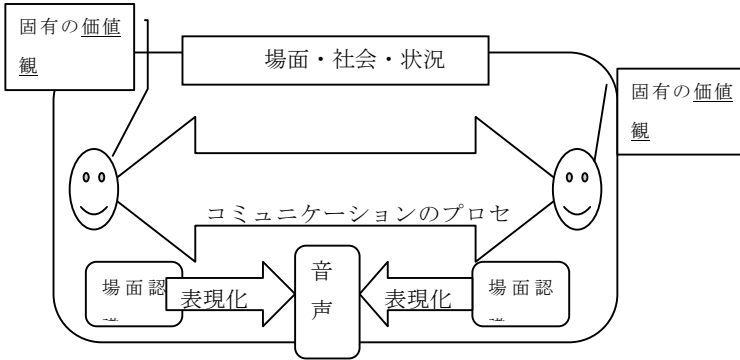 固有の価値
観
場面・社会・状況
固有の価値
観
コミュニケーションのプロセ
場面認
表現化
音
声
表現化
場面認